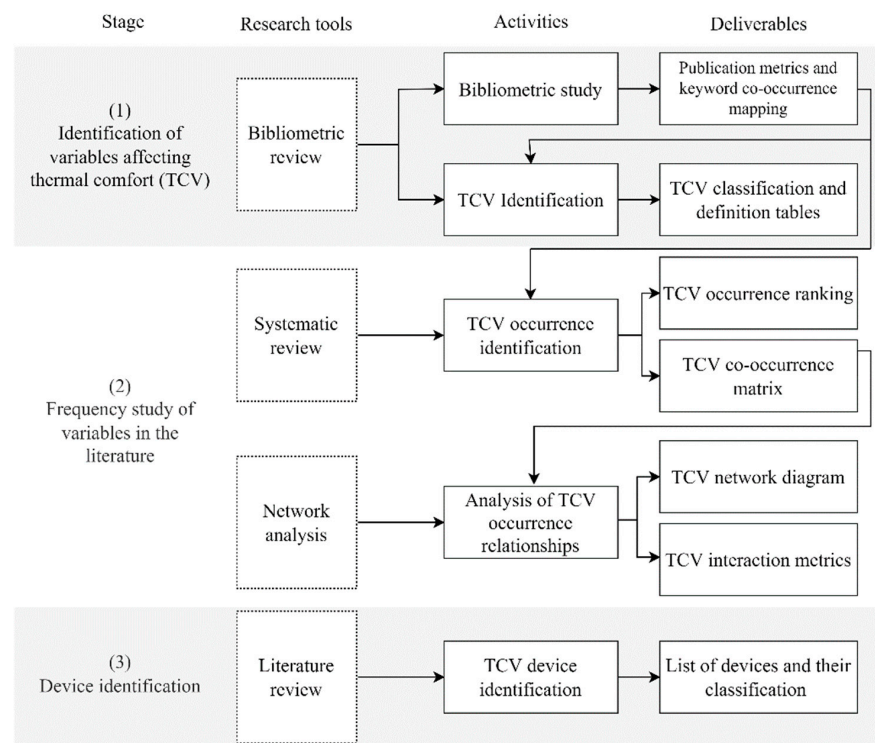 Stage
Research tools
Activities
Deliverables
(1)
Identification of
variables affecting
thermal comfort (TCV)
Bibliometric
review
Bibliometric study
Publication metrics and
keyword co-occurrence
mapping
TCV Identification
TCV classification and
definition tables
(2)
Frequency study of
variables in the
literature
Systematic
review
TCV occurrence
identification
TCV occurrence ranking
TCV co-occurrence
matrix
Network
analysis
Analysis of TCV
occurrence
relationships
TCV network diagram
TCV interaction metrics
(3)
Device identification
Literature
review
TCV device
identification
List of devices and their
classification